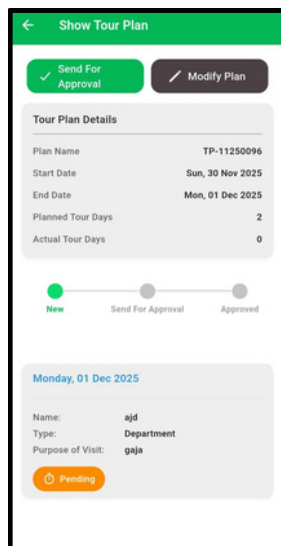 Show Tour Plan
Send For
Approval
Modify Plan
Tour Plan Details
Plan Name TP-11250096
Start Date Sun, 30 Nov 2025
End Date Mon, 01 Dec 2025
Planned Tour Days 2
Actual Tour Days 0
New Send For Approval Approved
Monday, 01 Dec 2025
Name: ajd
Type: Department
Purpose of Visit: gaja
Pending